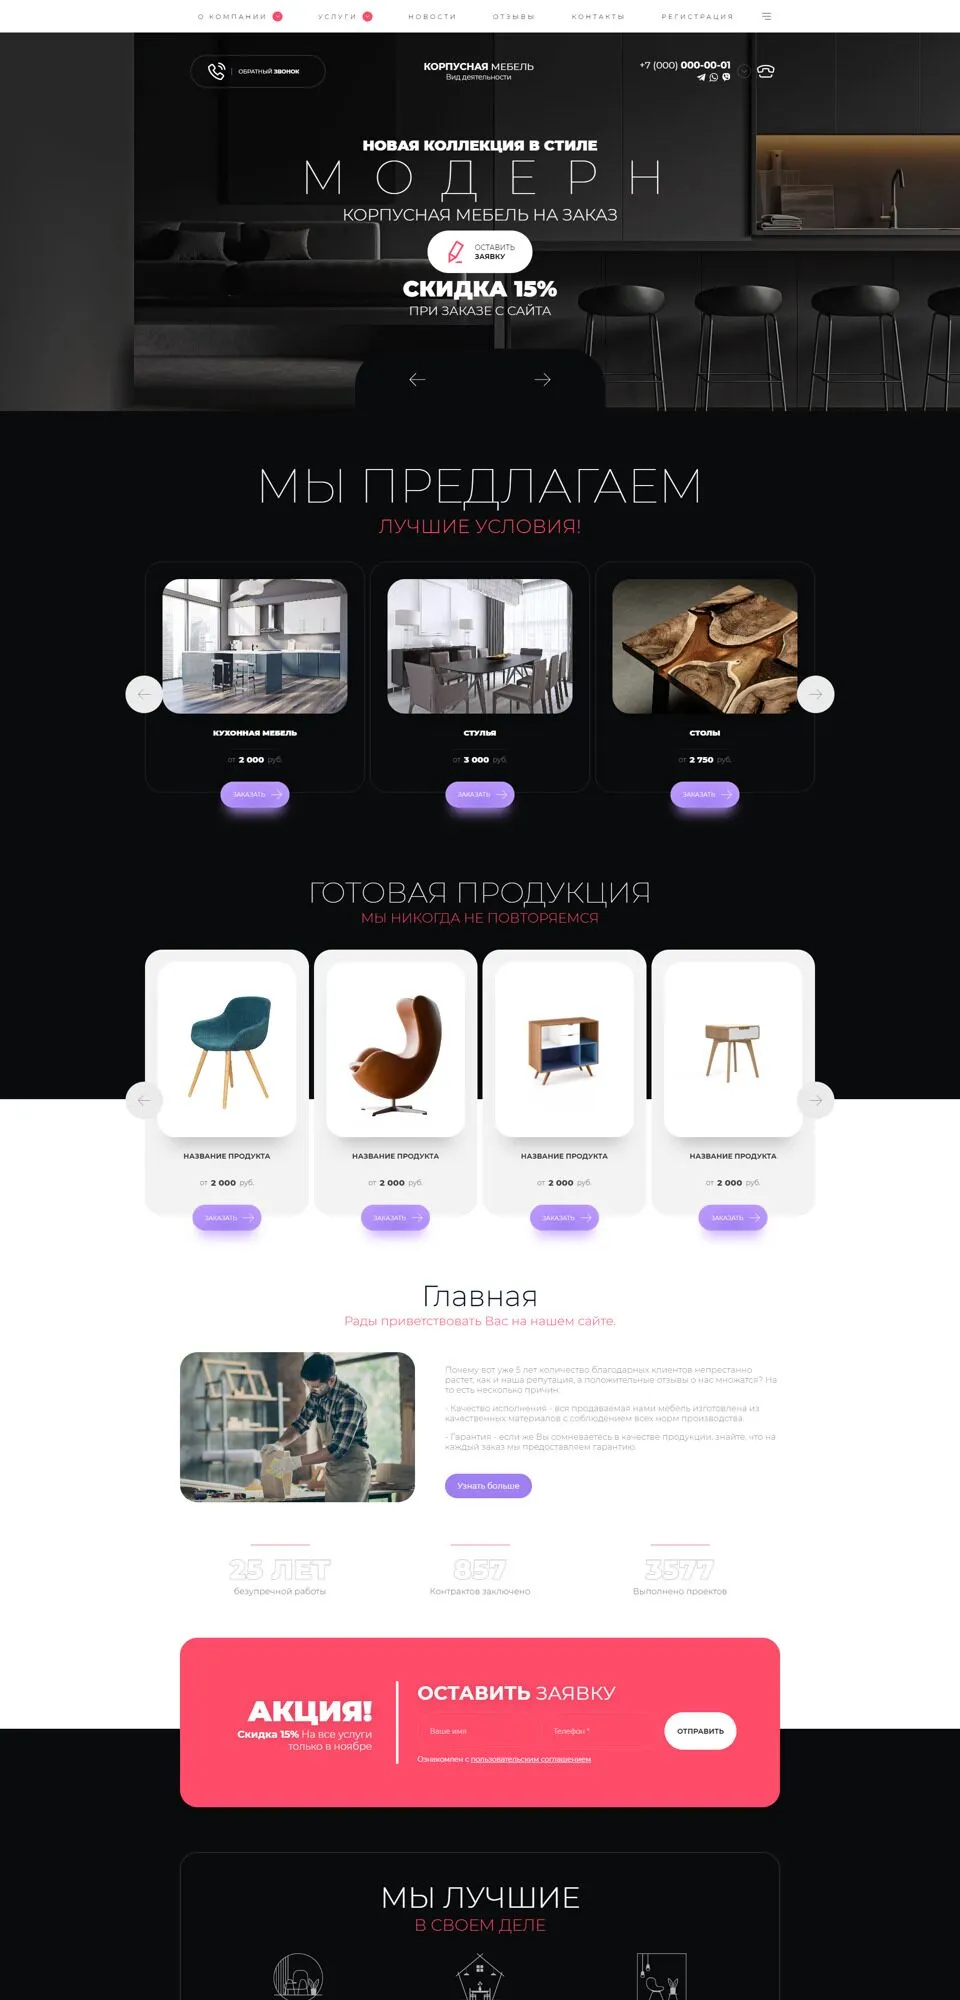 О КОМПАНИИ
УСЛУГИ
НОВОСТИ
ОТЗЫВЫ
КОНТАКТЫ
РЕГИСТРАЦИЯ
ОБРАТНЫЙ ЗВОНОК
КОРПУСНАЯ МЕБЕЛЬ
Вид деятельности
+7 (000) 000-00-01
НОВАЯ КОЛЛЕКЦИЯ В СТИЛЕ
МОДЕРН
КОРПУСНАЯ МЕБЕЛЬ НА ЗАКАЗ
ОСТАВИТЬ
ЗАЯВКУ
СКИДКА 15%
ПРИ ЗАКАЗЕ С САЙТА
МЫ ПРЕДЛАГАЕМ
ЛУЧШИЕ УСЛОВИЯ!
КУХОННАЯ МЕБЕЛЬ
от 2 000 руб.
ЗАКАЗАТЬ
СТУЛЬЯ
от 3 000 руб.
ЗАКАЗАТЬ
СТОЛЫ
от 2 750 руб.
ЗАКАЗАТЬ
ГОТОВАЯ ПРОДУКЦИЯ
МЫ НИКОГДА НЕ ПОВТОРЯЕМСЯ
НАЗВАНИЕ ПРОДУКТА
от 2 000 руб.
ЗАКАЗАТЬ
НАЗВАНИЕ ПРОДУКТА
от 2 000 руб.
ЗАКАЗАТЬ
НАЗВАНИЕ ПРОДУКТА
от 2 000 руб.
ЗАКАЗАТЬ
НАЗВАНИЕ ПРОДУКТА
от 2 000 руб.
ЗАКАЗАТЬ
Главная
Рады приветствовать Вас на нашем сайте.
Почему вот уже 5 лет количество благодарных клиентов непрестанно
растет, как и наша репутация, а положительные отзывы о нас множатся? На
то есть несколько причин:
- Качество исполнения - вся продаваемая нами мебель изготовлена из
качественных материалов с соблюдением всех норм производства.
- Гарантия - если же Вы сомневаетесь в качестве продукции, знайте, что на
каждый заказ мы предоставляем гарантию.
Узнать больше
25 ЛЕТ
безупречной работы
857
Контрактов заключено
3577
Выполнено проектов
АКЦИЯ!
Скидка 15% На все услуги
только в ноябре
ОСТАВИТЬ ЗАЯВКУ
Ваше имя
Телефон *
ОТПРАВИТЬ
Ознакомлен с пользовательским соглашением
МЫ ЛУЧШИЕ
В СВОЕМ ДЕЛЕ